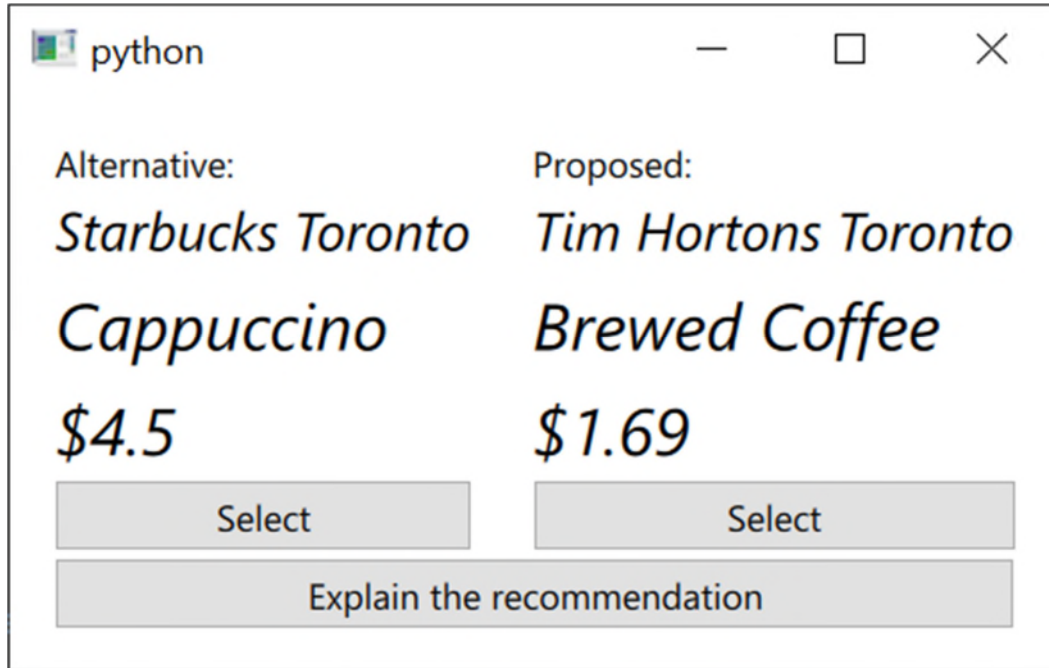 python
Alternative:
Starbucks Toronto
Cappuccino
$4.5
Select
Proposed:
Tim Hortons Toronto
Brewed Coffee
$1.69
Select
Explain the recommendation